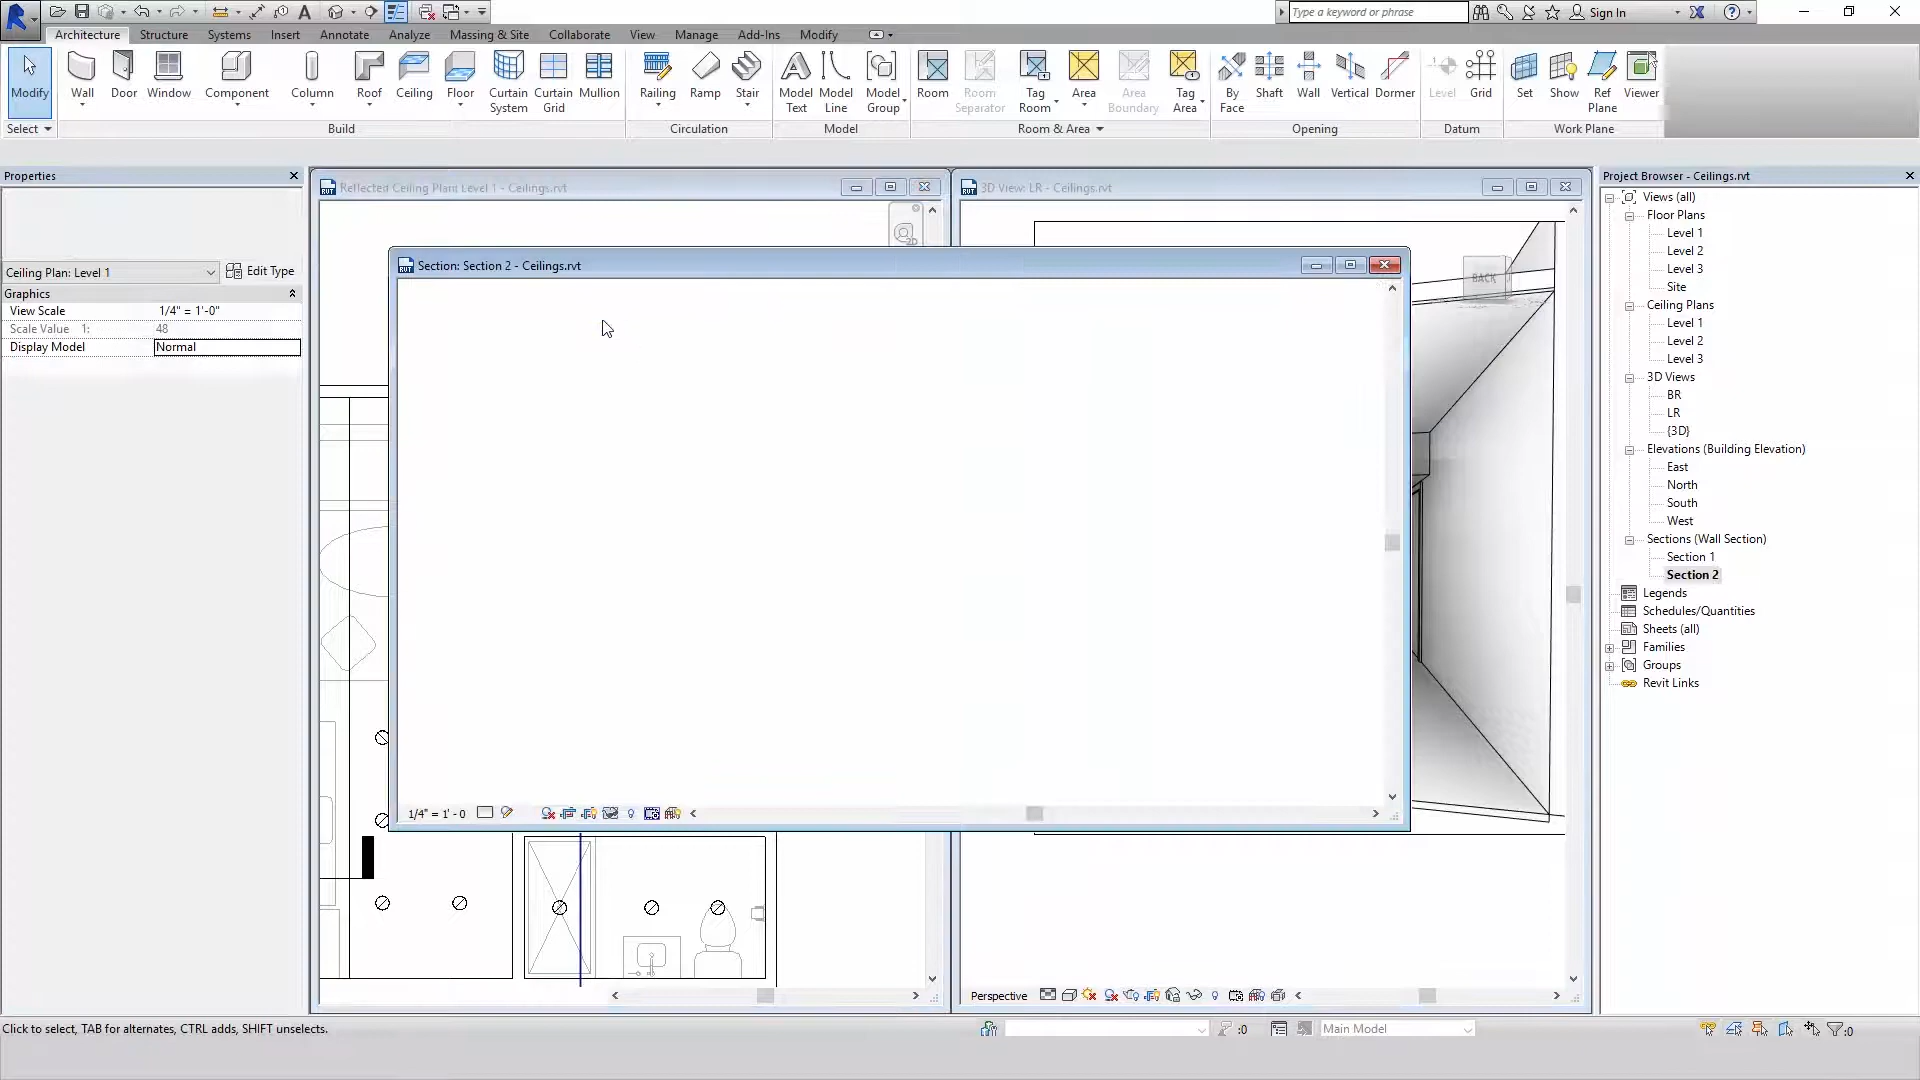 Type a keyword or phrase
Sign In
Architecture Structure Systems Insert Annotate Analyze Massing & Site Collaborate View Manage Add-Ins Modify
Modify Wall Door Window Component Column Roof Ceiling Floor Curtain System Curtain Grid Mullion Railing Ramp Stair Model Text Model Line Model Group Room Room Separator Tag Room Area Area Boundary Tag Area By Face Shaft Wall Vertical Dormer Level Grid Set Show Ref Plane Viewer
Select Build Circulation Model Room & Area Opening Datum Work Plane
Properties
Ceiling Plan: Level 1
Edit Type
Graphics
View Scale 1/4" = 1'-0"
Scale Value 1: 48
Display Model Normal
Reflected Ceiling Plan: Level 1 - Ceilings.rvt
2D
3D View: LR - Ceilings.rvt
BACK
Section: Section 2 - Ceilings.rvt
1/4" = 1' - 0
Perspective
Project Browser - Ceilings.rvt
Views (all)
Floor Plans
Level 1
Level 2
Level 3
Site
Ceiling Plans
Level 1
Level 2
Level 3
3D Views
BR
LR
{3D}
Elevations (Building Elevation)
East
North
South
West
Sections (Wall Section)
Section 1
Section 2
Legends
Schedules/Quantities
Sheets (all)
Families
Groups
Revit Links
Click to select, TAB for alternates, CTRL adds, SHIFT unselects.
:0
Main Model
:0